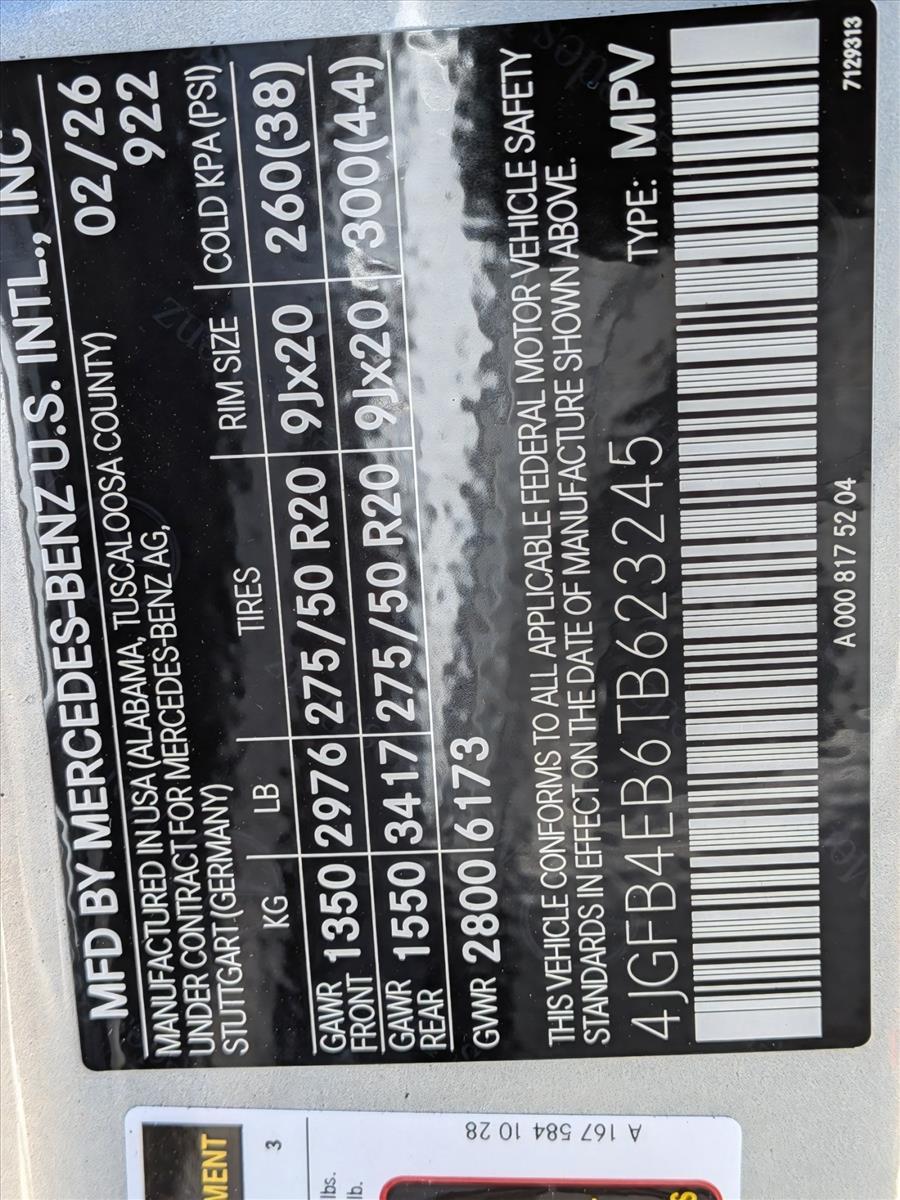 MFD BY MERCEDES-BENZ U.S. INTL., INC
02/26
922
MANUFACTURED IN USA (ALABAMA, TUSCALOOSA COUNTY)
UNDER CONTRACT FOR MERCEDES-BENZ AG,
STUTTGART (GERMANY)
KG LB TIRES RIM SIZE COLD KPA (PSI)
GAWR FRONT 1350 2976 275/50 R20 9Jx20 260(38)
GAWR REAR 1550 3417 275/50 R20 9Jx20 300(44)
GWR 2800 6173
THIS VEHICLE CONFORMS TO ALL APPLICABLE FEDERAL MOTOR VEHICLE SAFETY
STANDARDS IN EFFECT ON THE DATE OF MANUFACTURE SHOWN ABOVE.
4JGFB4EB6TB623245 TYPE: MPV
A 000 817 52 04
7129313
MENT
3
lbs.
lb.
A 167 584 10 28